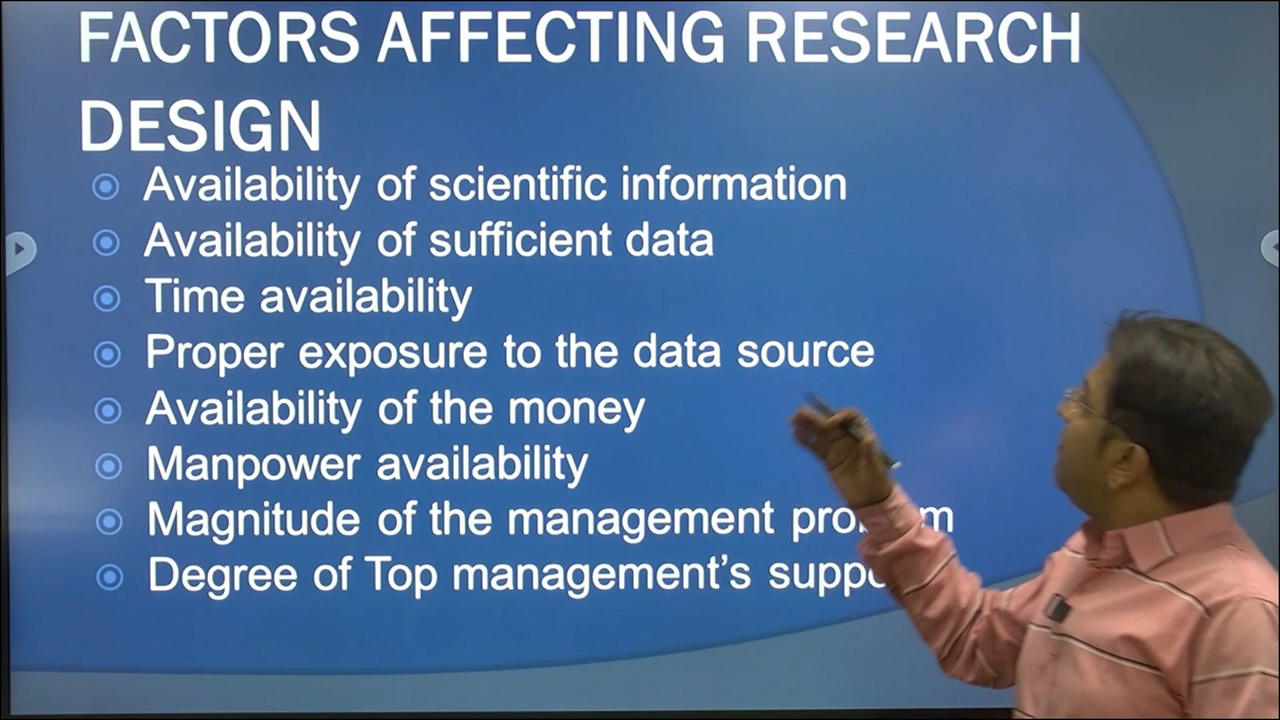 FACTORS AFFECTING RESEARCH
DESIGN
Availability of scientific information
Availability of sufficient data
Time availability
Proper exposure to the data source
Availability of the money
Manpower availability
Magnitude of the management
Degree of Top management's